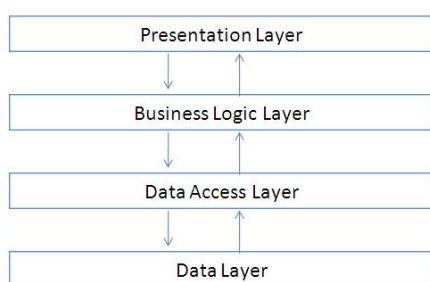 Presentation Layer
Business Logic Layer
Data Access Layer
Data Layer